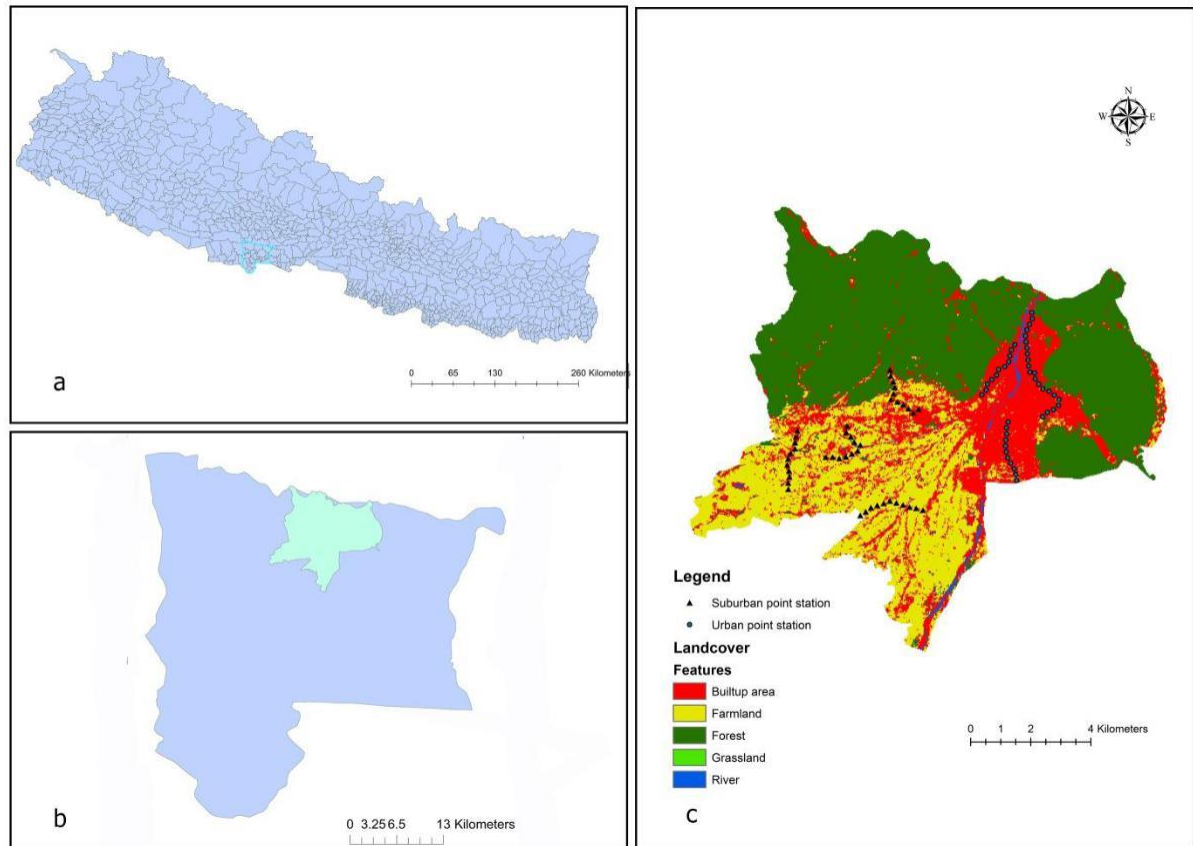 0 65 130 260 Kilometers
a
0 3.25 6.5 13 Kilometers
b
N
W E
S
Legend
Suburban point station
Urban point station
Landcover
Features
Builtup area
Farmland
Forest
Grassland
River
0 1 2 4 Kilometers
c